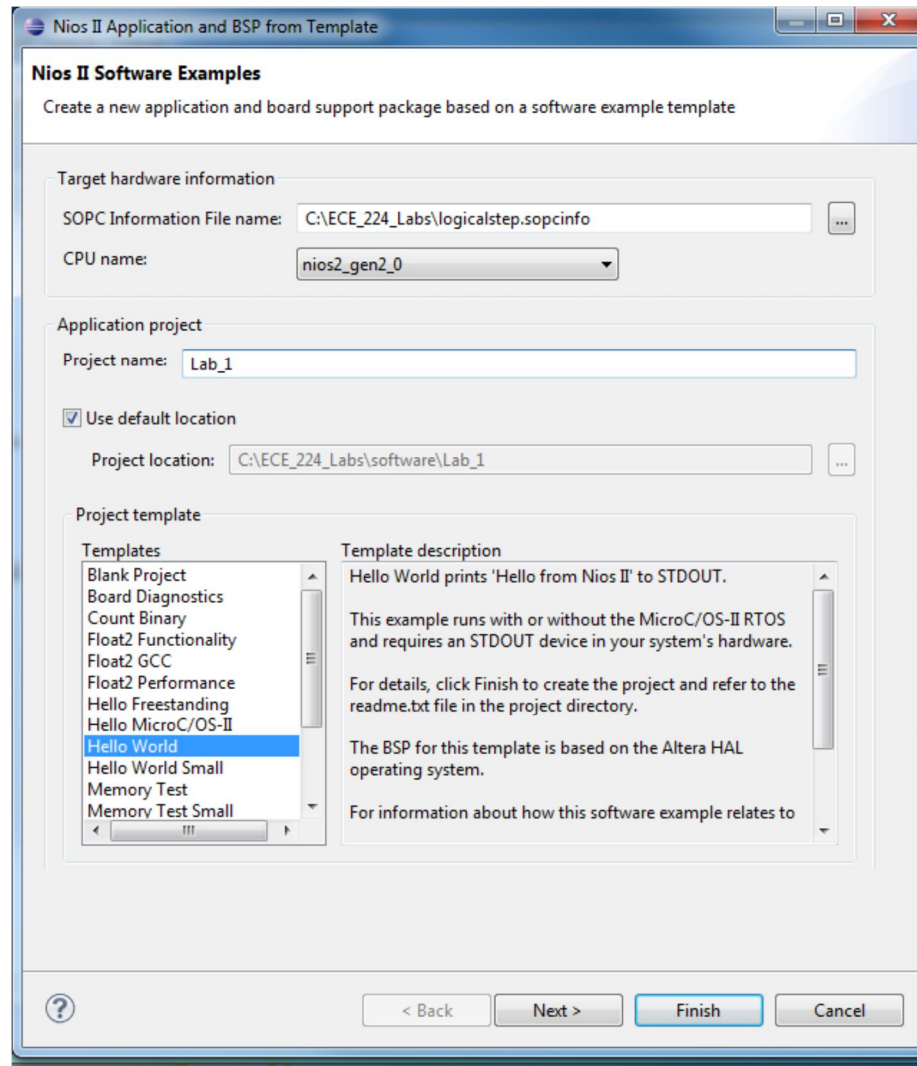 Nios II Application and BSP from Template
Nios II Software Examples
Create a new application and board support package based on a software example template
Target hardware information
SOPC Information File name: C:\ECE_224_Labs\logicalstep.sopcinfo ...
CPU name: nios2_gen2_0
Application project
Project name: Lab_1
Use default location
Project location: C:\ECE_224_Labs\software\Lab_1 ...
Project template
Templates
Blank Project
Board Diagnostics
Count Binary
Float2 Functionality
Float2 GCC
Float2 Performance
Hello Freestanding
Hello MicroC/OS-II
Hello World
Hello World Small
Memory Test
Memory Test Small
Template description
Hello World prints 'Hello from Nios II' to STDOUT.
This example runs with or without the MicroC/OS-II RTOS
and requires an STDOUT device in your system's hardware.
For details, click Finish to create the project and refer to the
readme.txt file in the project directory.
The BSP for this template is based on the Altera HAL
operating system.
For information about how this software example relates to
? < Back Next > Finish Cancel